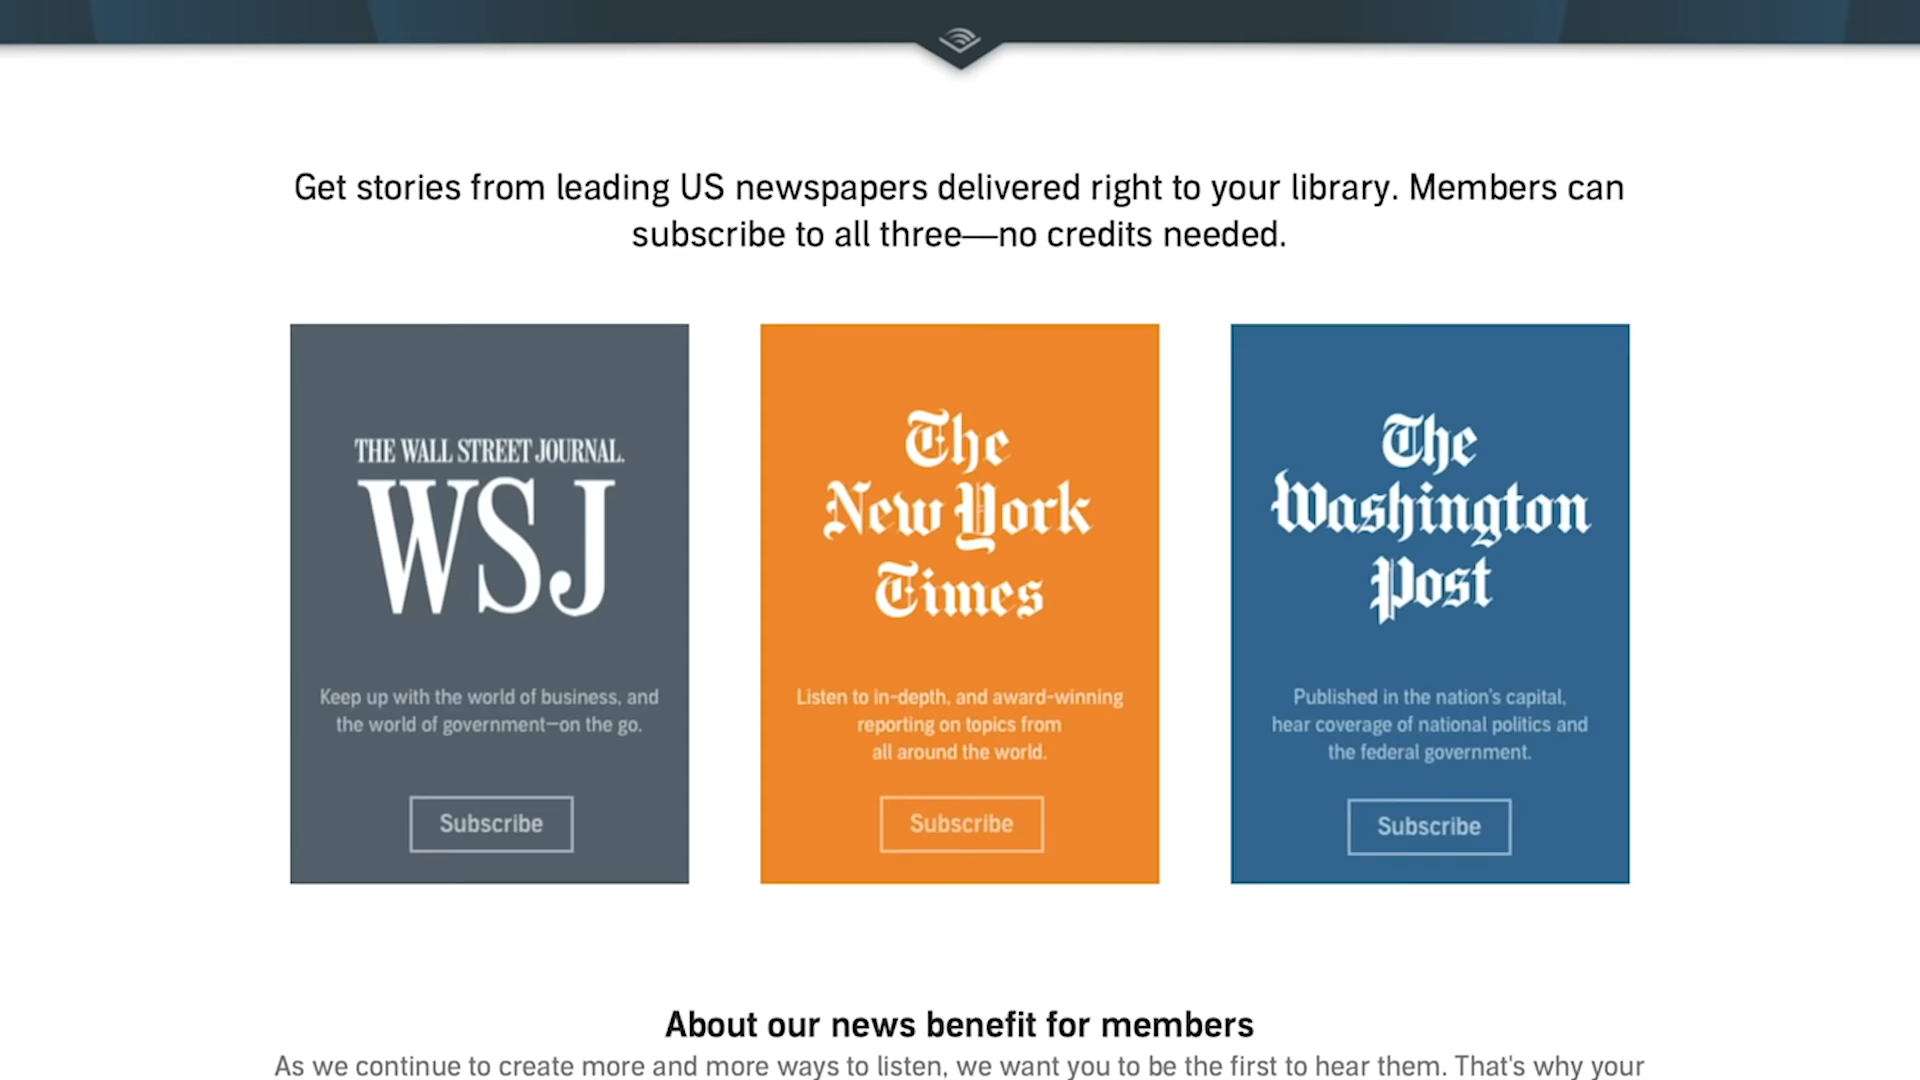 Get stories from leading US newspapers delivered right to your library. Members can
subscribe to all three—no credits needed.
THE WALL STREET JOURNAL.
WSJ
Keep up with the world of business, and
the world of government—on the go.
Subscribe
The
New York
Times
Listen to in-depth, and award-winning
reporting on topics from
all around the world.
Subscribe
The
Washington
Post
Published in the nation's capital,
hear coverage of national politics and
the federal government.
Subscribe
About our news benefit for members
As we continue to create more and more ways to listen, we want you to be the first to hear them. That's why your